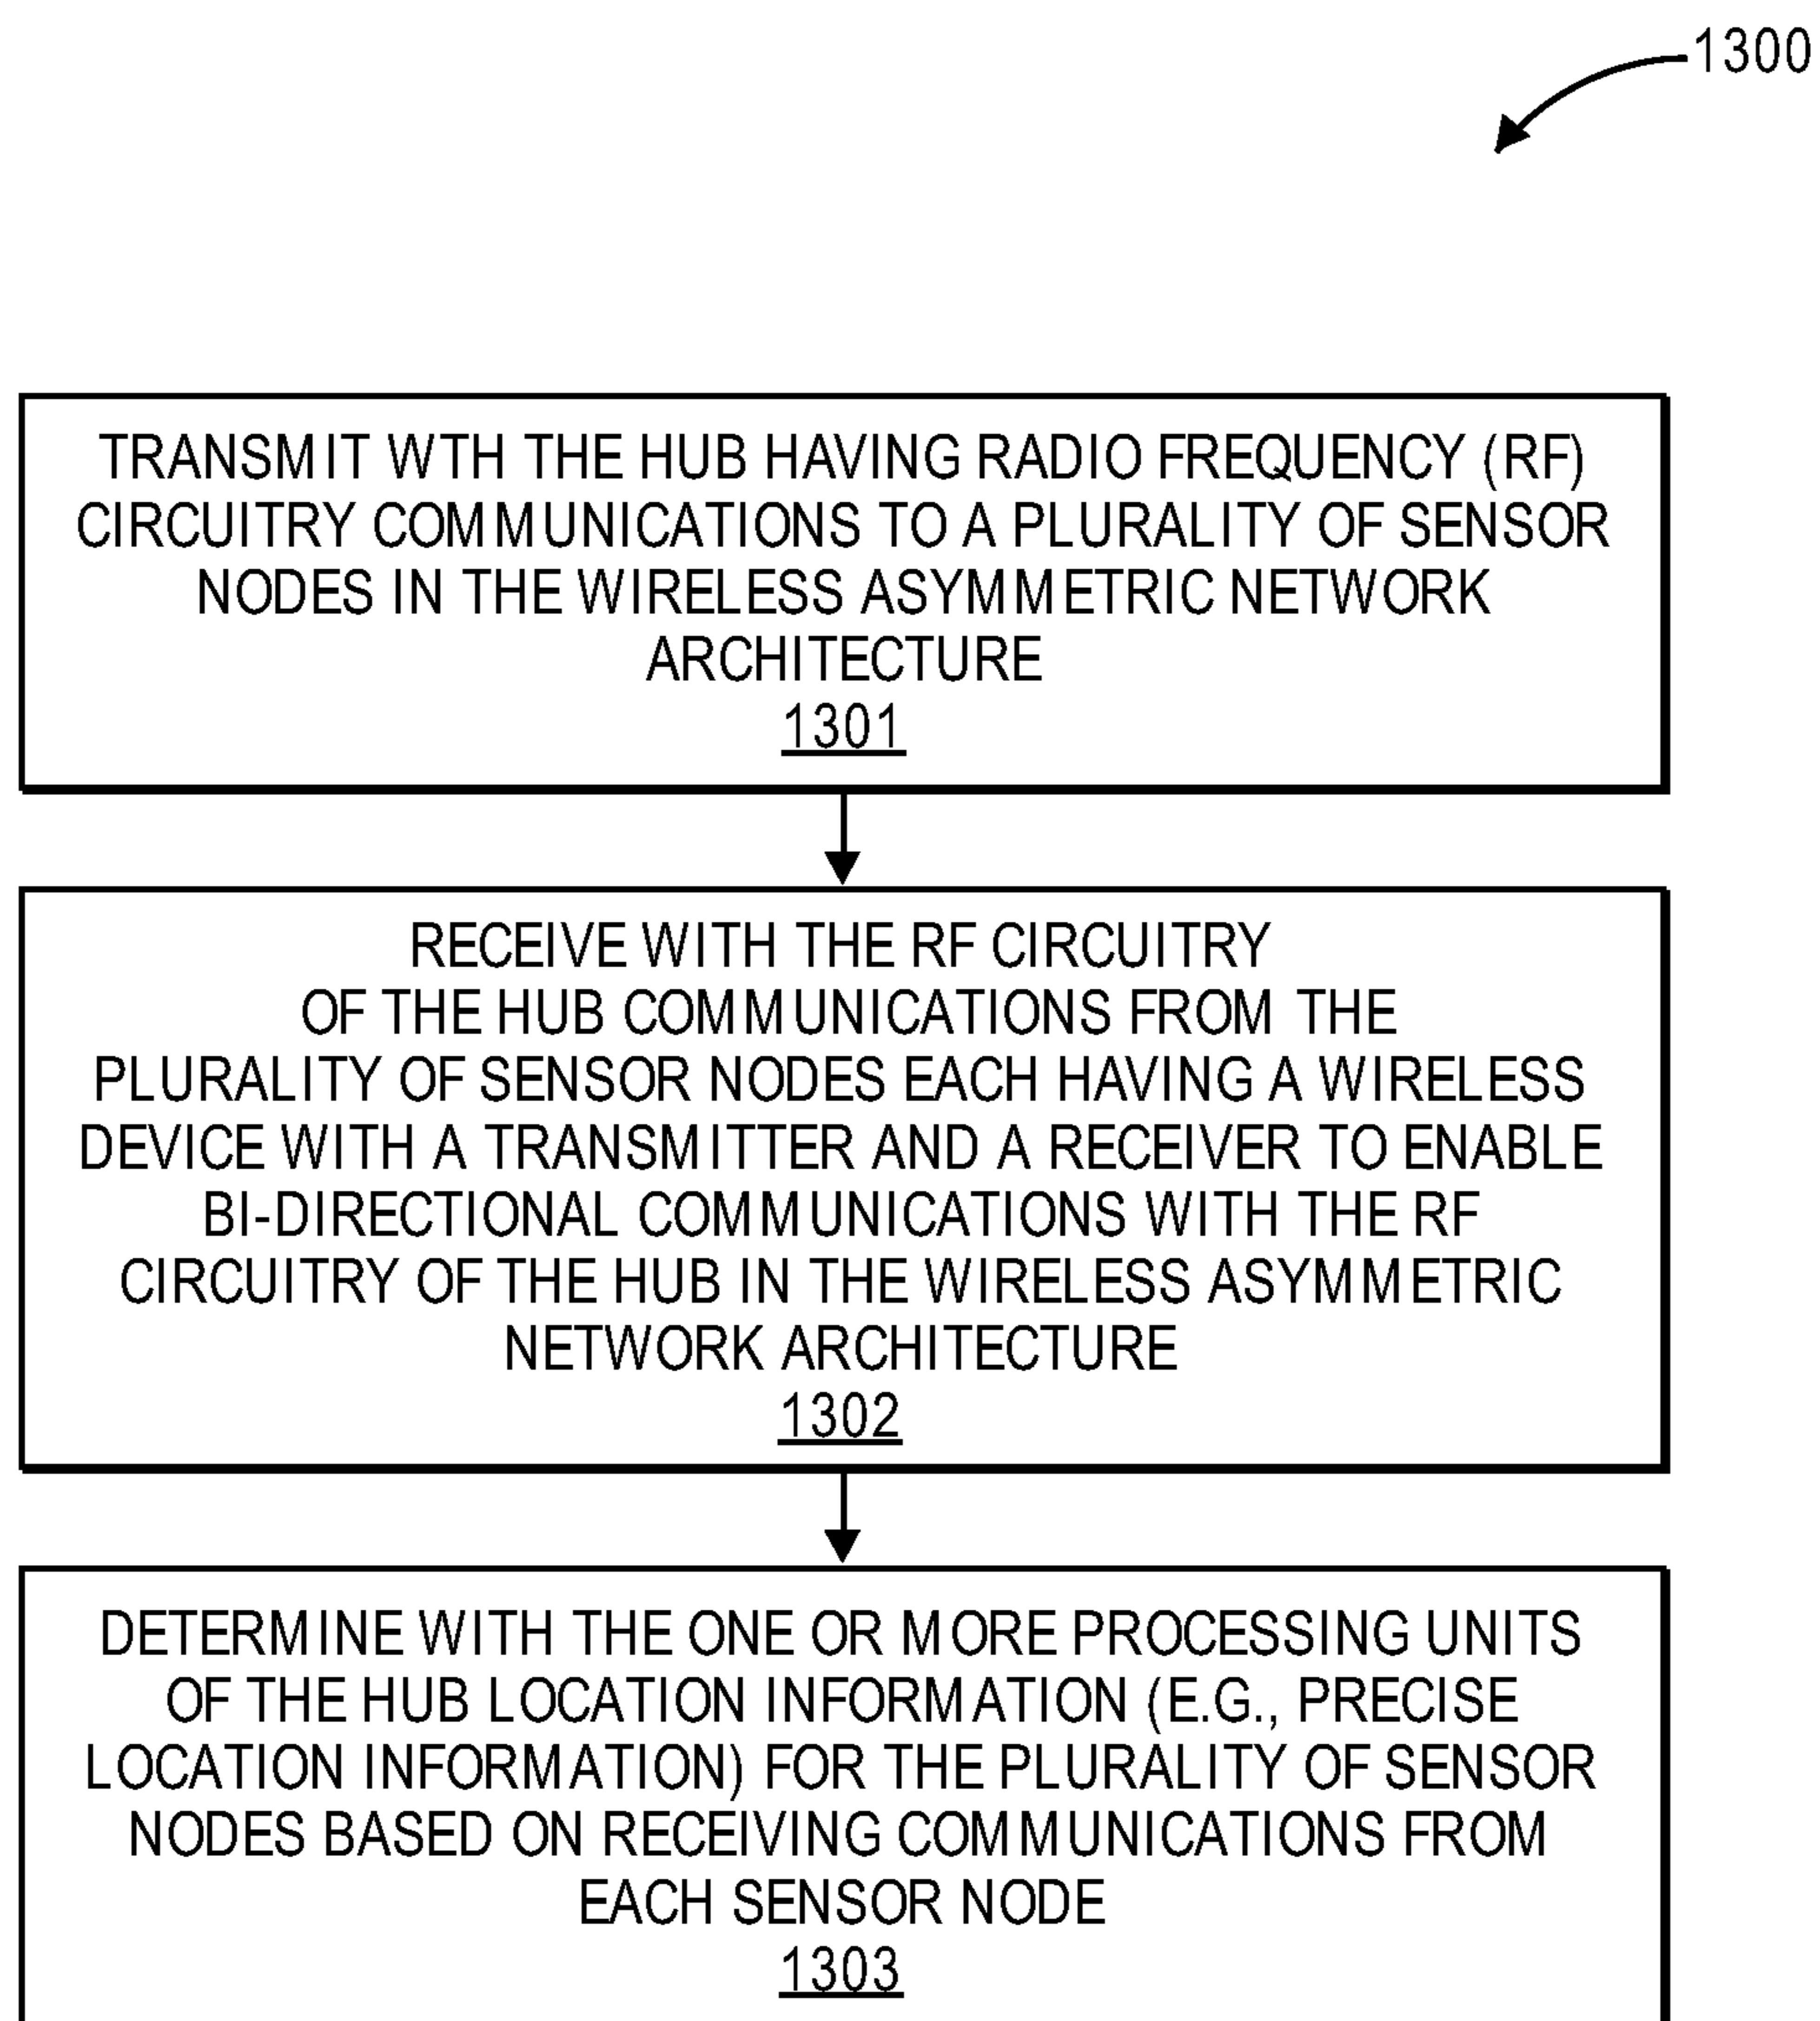 1300
TRANSMIT WTH THE HUB HAVING RADIO FREQUENCY (RF)
CIRCUITRY COMMUNICATIONS TO A PLURALITY OF SENSOR
NODES IN THE WIRELESS ASYMMETRIC NETWORK
ARCHITECTURE
1301
RECEIVE WITH THE RF CIRCUITRY
OF THE HUB COMMUNICATIONS FROM THE
PLURALITY OF SENSOR NODES EACH HAVING A WIRELESS
DEVICE WITH A TRANSMITTER AND A RECEIVER TO ENABLE
BI-DIRECTIONAL COMMUNICATIONS WITH THE RF
CIRCUITRY OF THE HUB IN THE WIRELESS ASYMMETRIC
NETWORK ARCHITECTURE
1302
DETERMINE WITH THE ONE OR MORE PROCESSING UNITS
OF THE HUB LOCATION INFORMATION (E.G., PRECISE
LOCATION INFORMATION) FOR THE PLURALITY OF SENSOR
NODES BASED ON RECEIVING COMMUNICATIONS FROM
EACH SENSOR NODE
1303